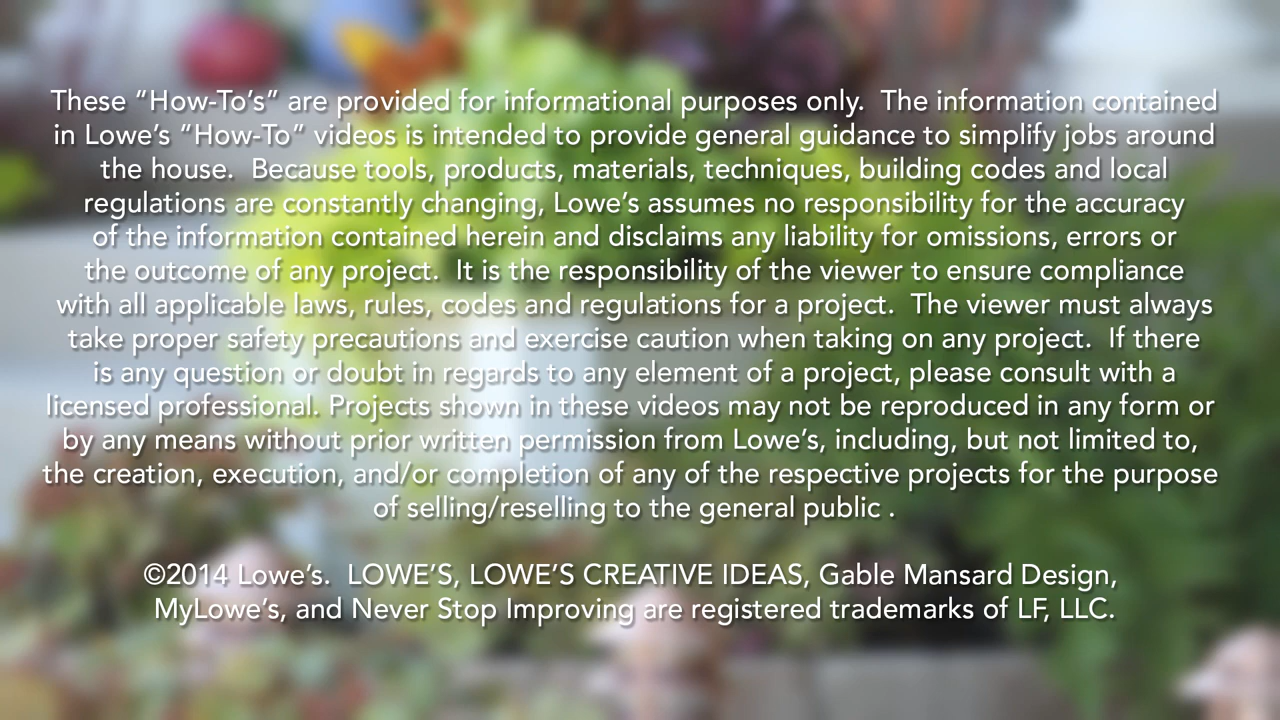 These “How-To’s” are provided for informational purposes only.  The information contained
in Lowe’s “How-To” videos is intended to provide general guidance to simplify jobs around
the house.  Because tools, products, materials, techniques, building codes and local
regulations are constantly changing, Lowe’s assumes no responsibility for the accuracy
of the information contained herein and disclaims any liability for omissions, errors or
the outcome of any project.  It is the responsibility of the viewer to ensure compliance
with all applicable laws, rules, codes and regulations for a project.  The viewer must always
take proper safety precautions and exercise caution when taking on any project.  If there
is any question or doubt in regards to any element of a project, please consult with a
licensed professional. Projects shown in these videos may not be reproduced in any form or
by any means without prior written permission from Lowe’s, including, but not limited to,
the creation, execution, and/or completion of any of the respective projects for the purpose
of selling/reselling to the general public .
©2014 Lowe’s.  LOWE’S, LOWE’S CREATIVE IDEAS, Gable Mansard Design,
MyLowe’s, and Never Stop Improving are registered trademarks of LF, LLC.